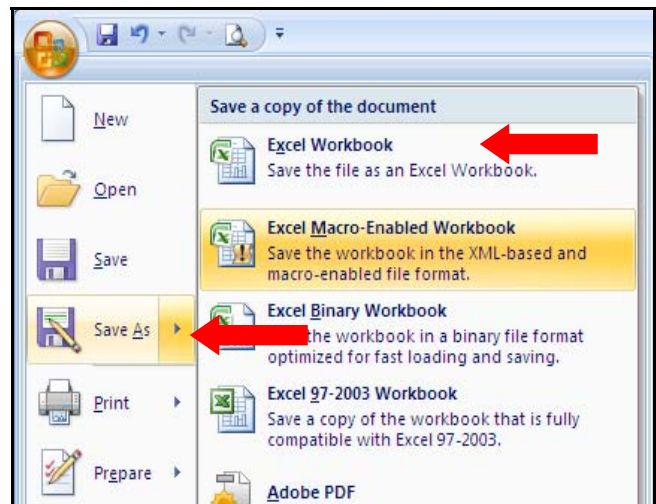 New
Open
Save
Save As
Print
Prepare
Save a copy of the document
Excel Workbook
Save the file as an Excel Workbook.
Excel Macro-Enabled Workbook
Save the workbook in the XML-based and
macro-enabled file format.
Excel Binary Workbook
the workbook in a binary file format
optimized for fast loading and saving.
Excel 97-2003 Workbook
Save a copy of the workbook that is fully
compatible with Excel 97-2003.
Adobe PDF